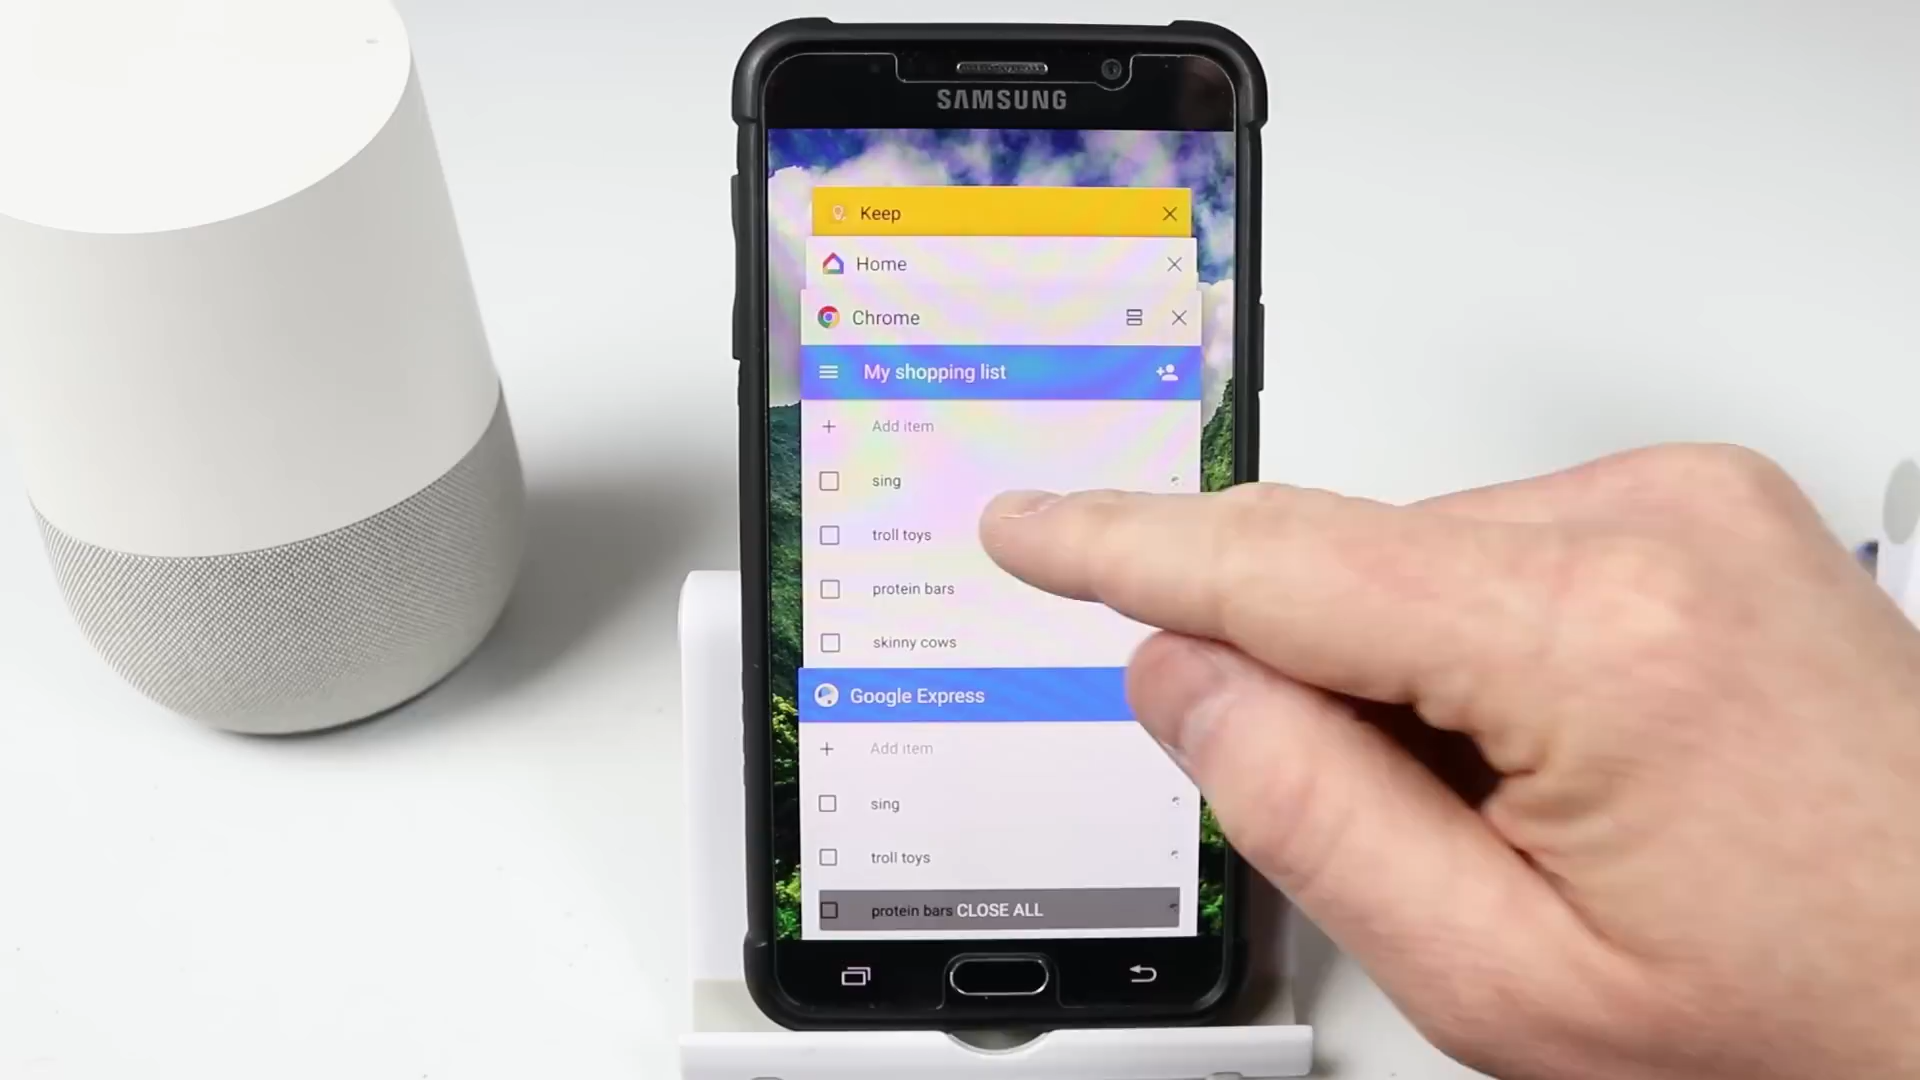 SAMSUNG
Keep
Home
Chrome
My shopping list
Add item
sing
troll toys
protein bars
skinny cows
Google Express
Add item
sing
troll toys
protein bars CLOSE ALL